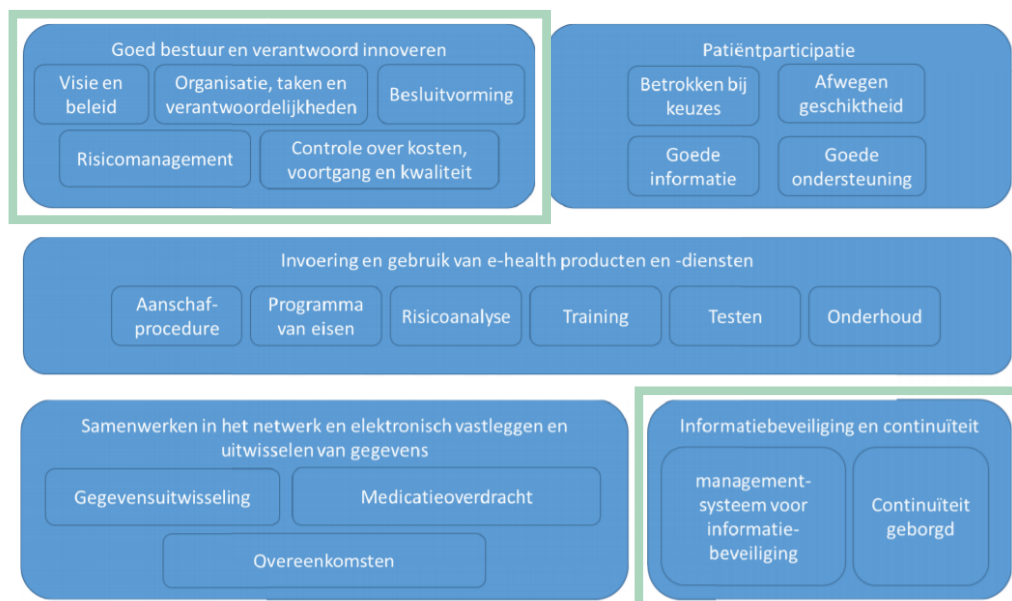 Goed bestuur en verantwoord innoveren
Visie en
beleid
Organisatie, taken en
verantwoordelijkheden
Besluitvorming
Risicomanagement
Controle over kosten,
voortgang en kwaliteit
Patiëntparticipatie
Betrokken bij
keuzes
Afwegen
geschiktheid
Goede
informatie
Goede
ondersteuning
Invoering en gebruik van e-health producten en -diensten
Aanschaf-
procedure
Programma
van eisen
Risicoanalyse
Training
Testen
Onderhoud
Samenwerken in het netwerk en elektronisch vastleggen en
uitwisselen van gegevens
Gegevensuitwisseling
Medicatieoverdracht
Overeenkomsten
Informatiebeveiliging en continuïteit
management-
systeem voor
informatie-
beveiliging
Continuïteit
geborgd